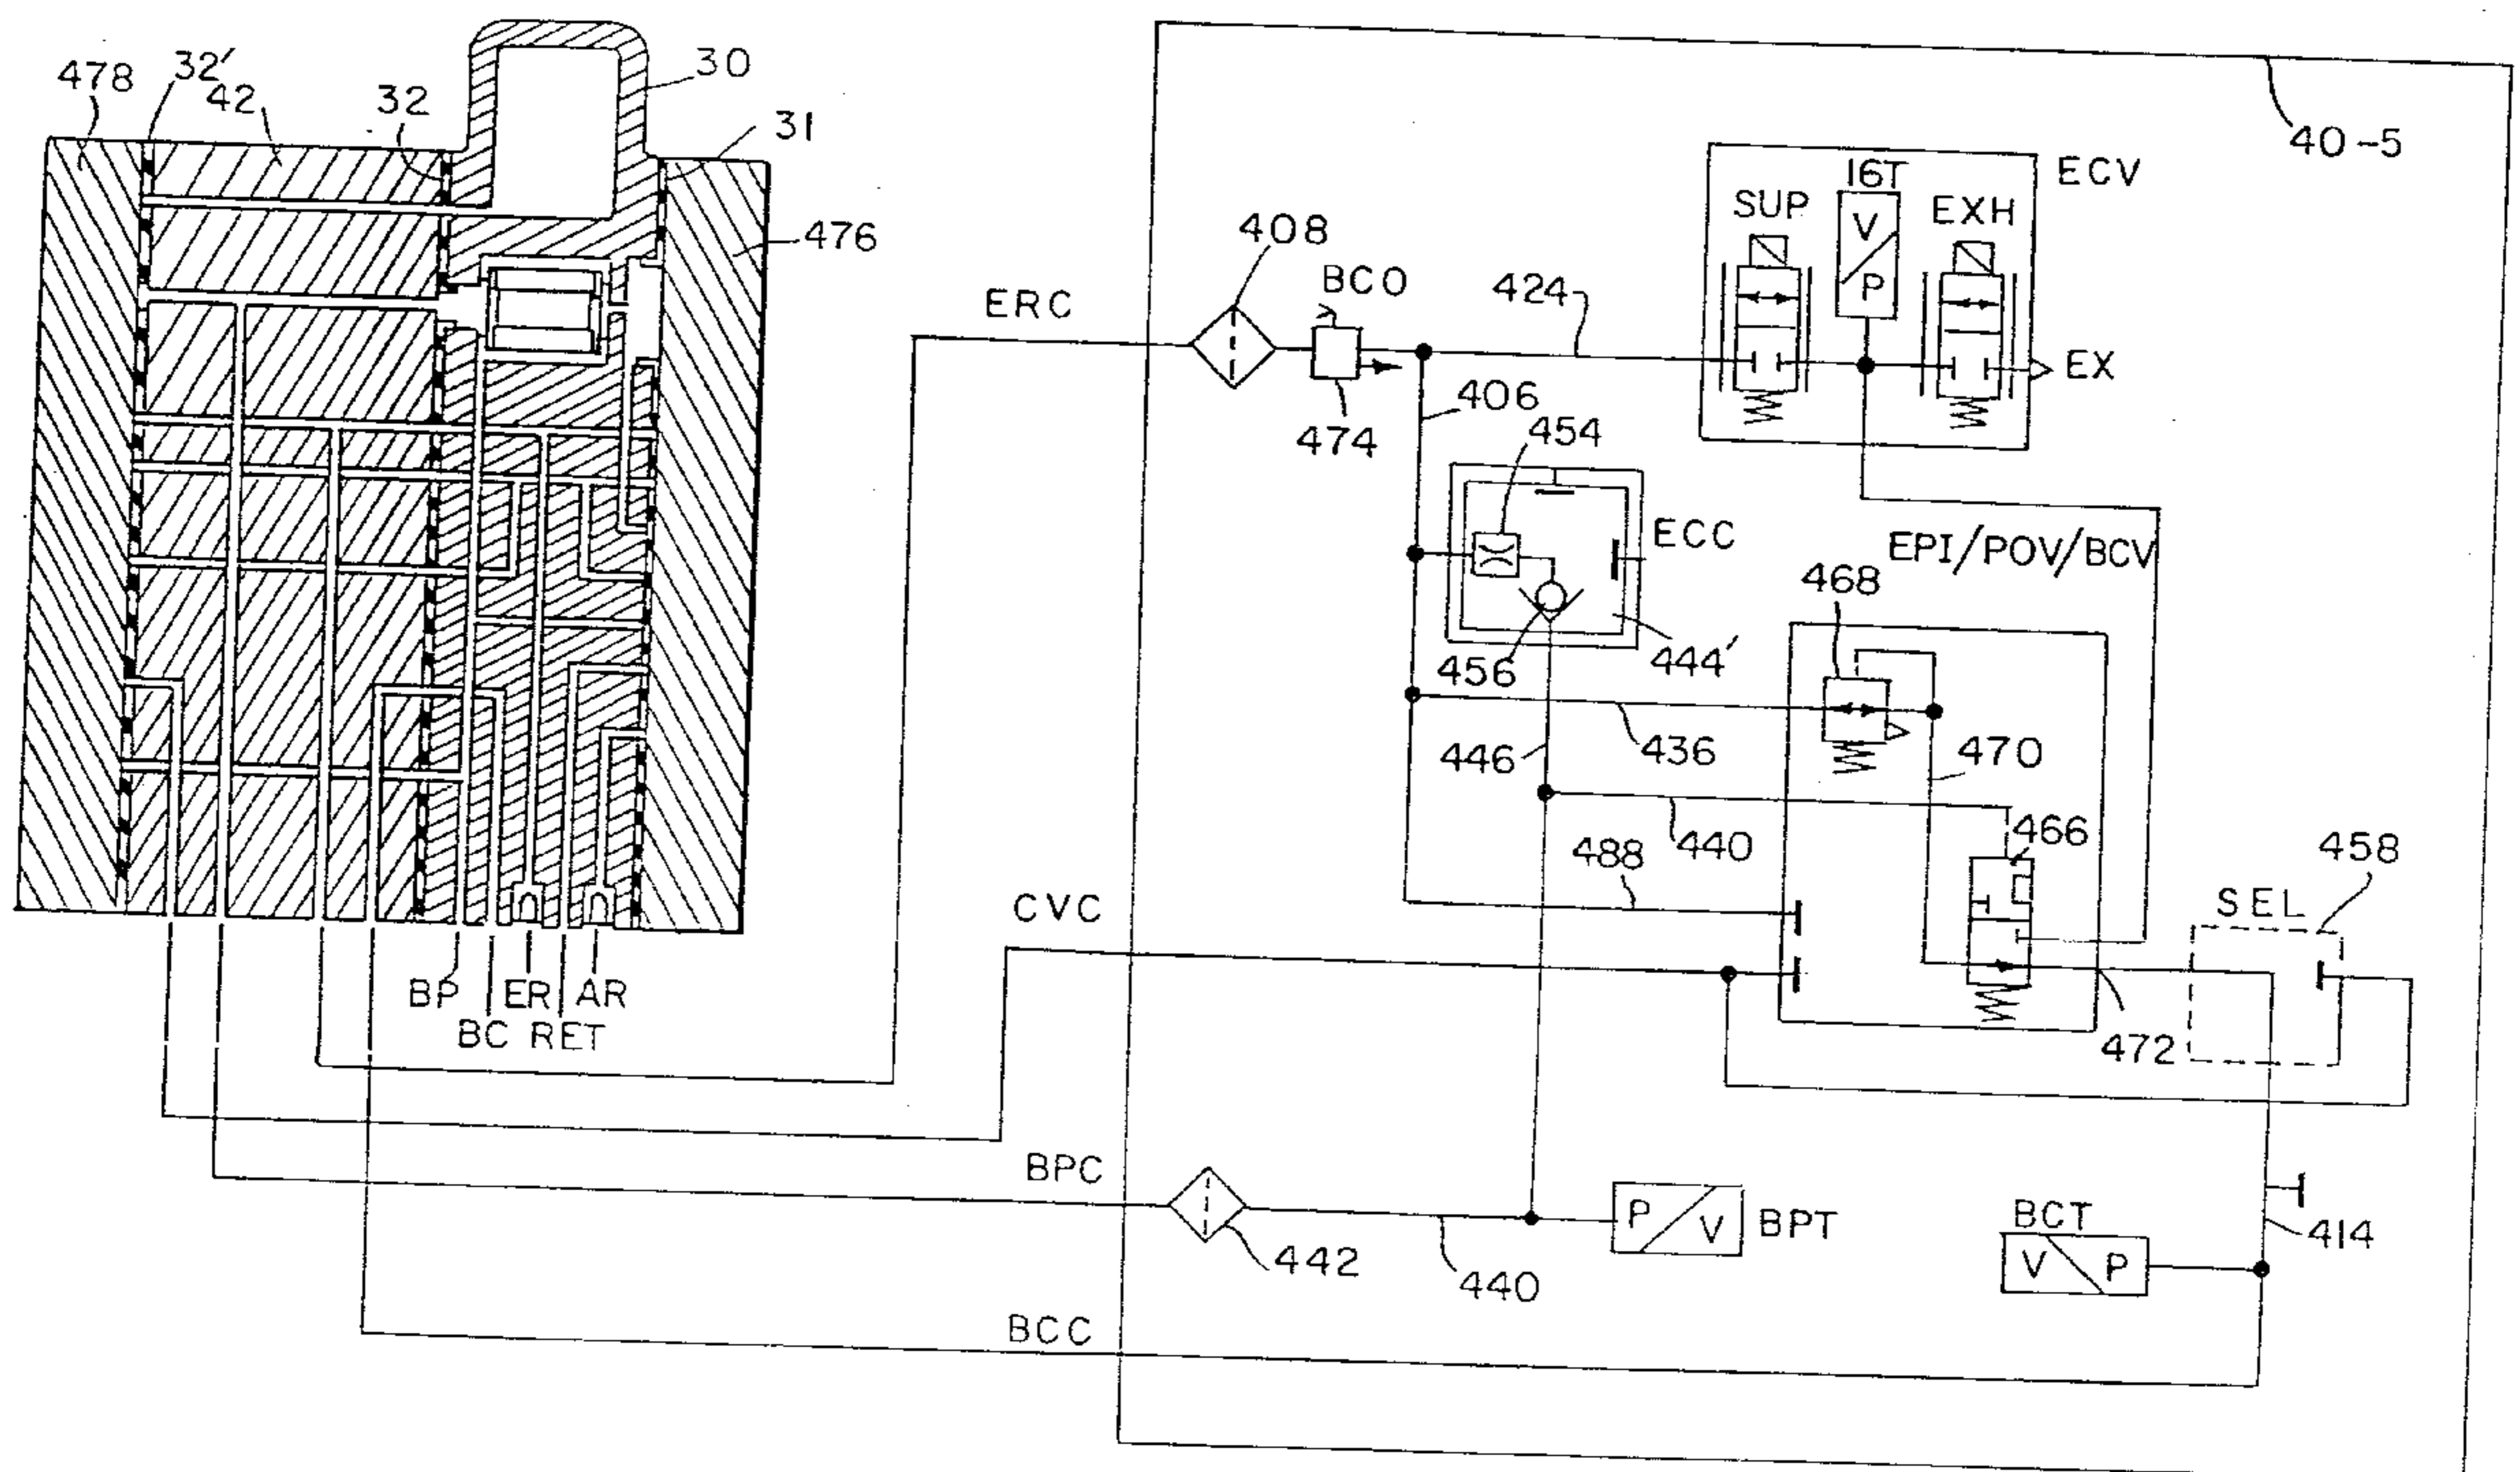 478
32′
42
32
30
31
476
BP
ER
AR
BC
RET
ERC
CVC
BPC
BCC
40-5
ECV
16T
SUP
V
P
EXH
EX
408
BCO
424
406
474
454
ECC
EPI/POV/BCV
468
444′
456
446
436
470
440
466
488
458
SEL
472
442
440
P
V
BPT
BCT
V
P
414